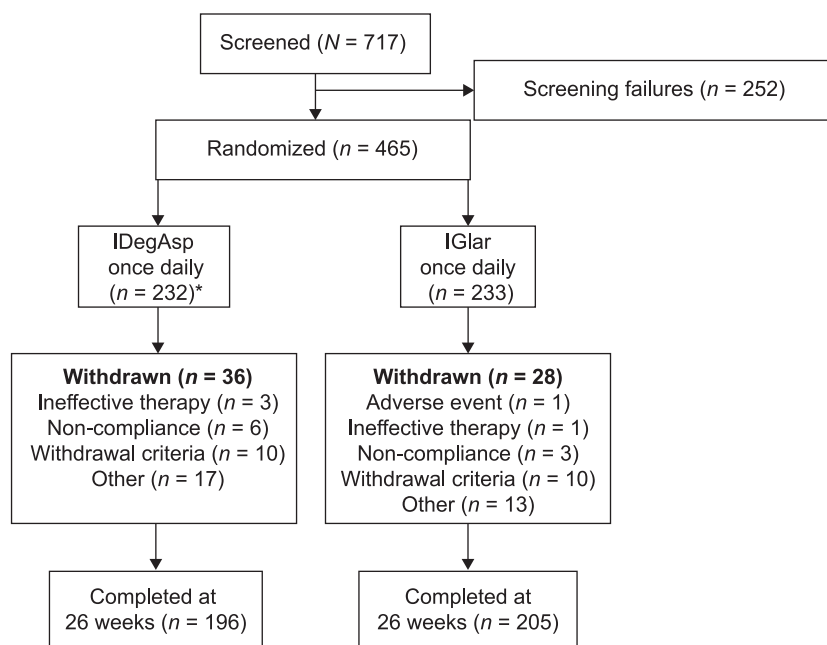 Screened (N = 717)
Screening failures (n = 252)
Randomized (n = 465)
IDegAsp
once daily
(n = 232)*
IGlar
once daily
(n = 233)
Withdrawn (n = 36)
Ineffective therapy (n = 3)
Non-compliance (n = 6)
Withdrawal criteria (n = 10)
Other (n = 17)
Withdrawn (n = 28)
Adverse event (n = 1)
Ineffective therapy (n = 1)
Non-compliance (n = 3)
Withdrawal criteria (n = 10)
Other (n = 13)
Completed at
26 weeks (n = 196)
Completed at
26 weeks (n = 205)